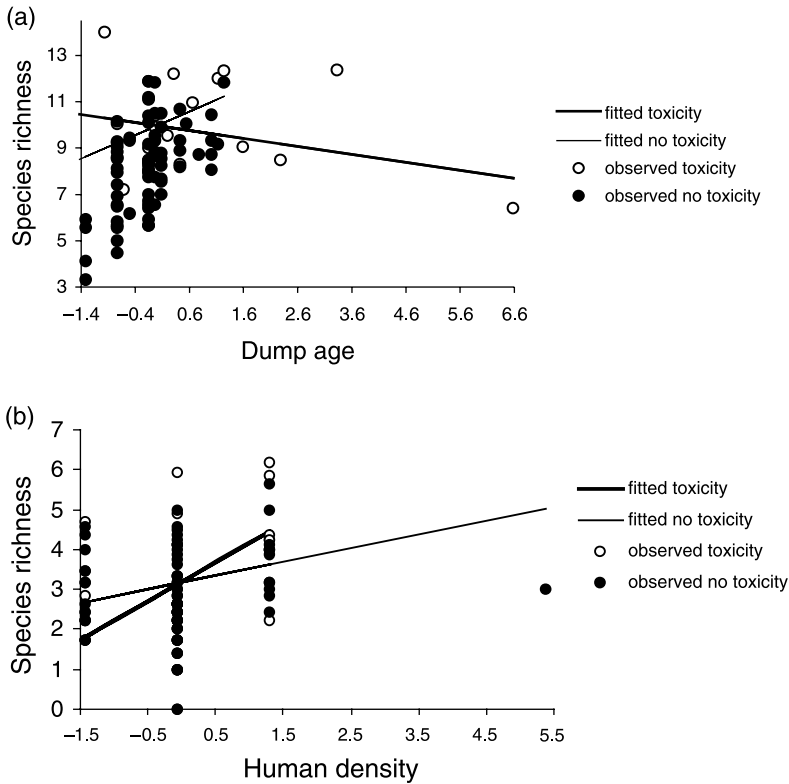 (a)
13
11
9
7
5
3
−1.4 −0.4 0.6 1.6 2.6 3.6 4.6 5.6 6.6
Species richness
Dump age
fitted toxicity
fitted no toxicity
observed toxicity
observed no toxicity
(b)
7
6
5
4
3
2
1
0
−1.5 −0.5 0.5 1.5 2.5 3.5 4.5 5.5
Species richness
Human density
fitted toxicity
fitted no toxicity
observed toxicity
observed no toxicity